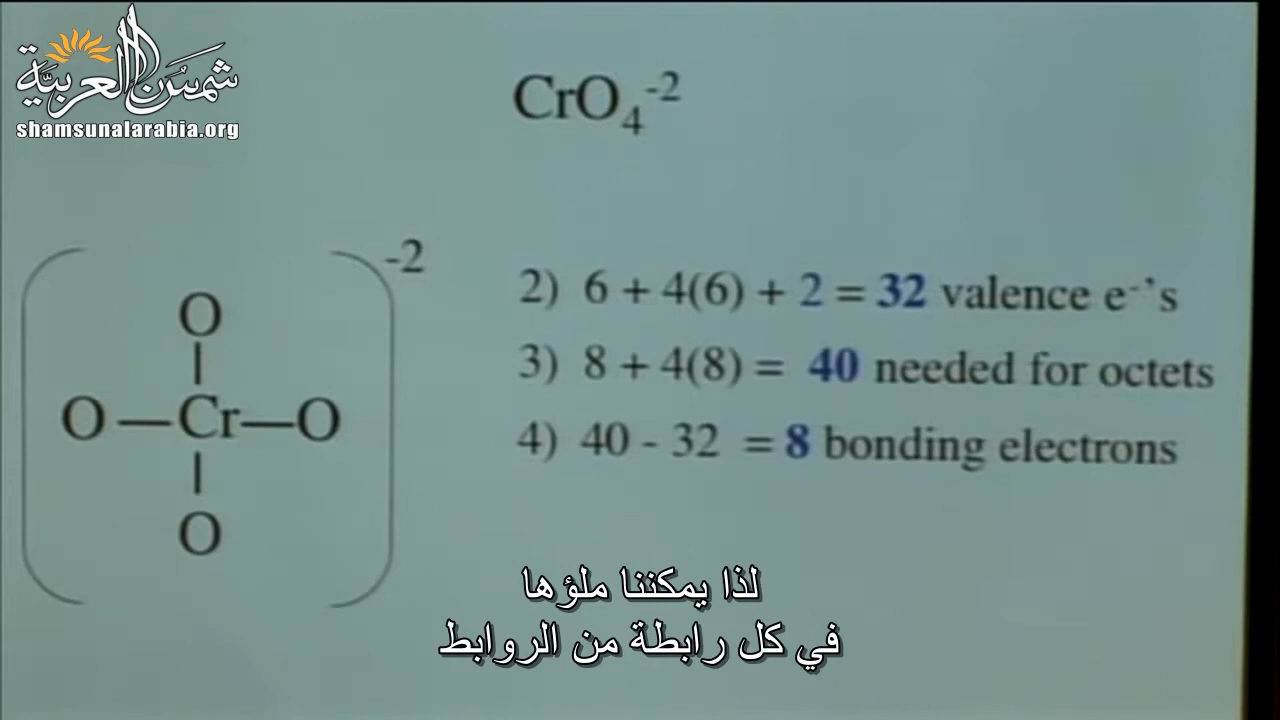 شمس العربية
shamsunalarabia.org
CrO₄⁻²
-2
O
O — Cr — O
O
2) 6 + 4(6) + 2 = 32 valence e⁻'s
3) 8 + 4(8) = 40 needed for octets
4) 40 - 32 = 8 bonding electrons
لذا يمكننا ملؤها
في كل رابطة من الروابط